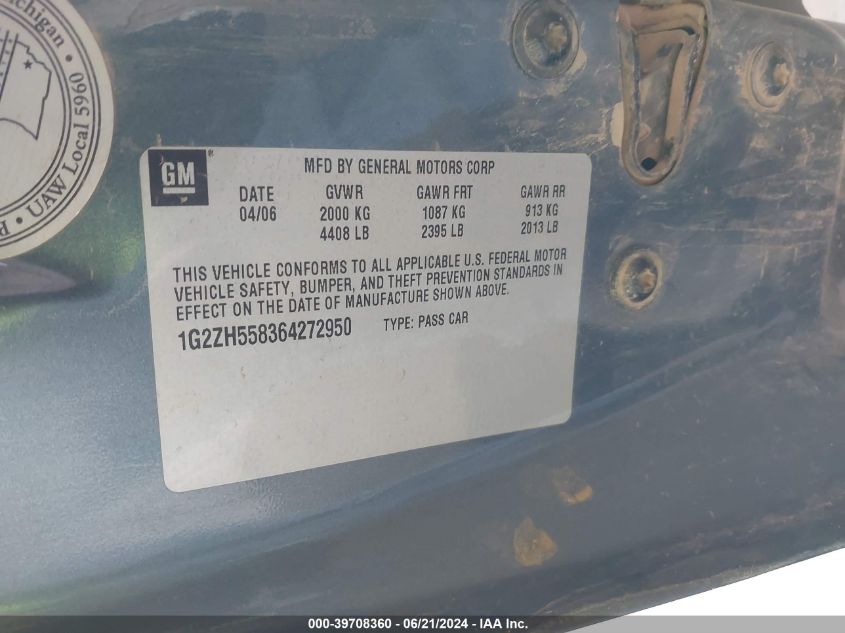 Michigan
UAW Local 5960
GM
MFD BY GENERAL MOTORS CORP
DATE GVWR GAWR FRT GAWR RR
04/06 2000 KG 1087 KG 913 KG
4408 LB 2395 LB 2013 LB
THIS VEHICLE CONFORMS TO ALL APPLICABLE U.S. FEDERAL MOTOR
VEHICLE SAFETY, BUMPER, AND THEFT PREVENTION STANDARDS IN
EFFECT ON THE DATE OF MANUFACTURE SHOWN ABOVE.
1G2ZH558364272950 TYPE: PASS CAR
000-39708360 - 06/21/2024 - IAA Inc.